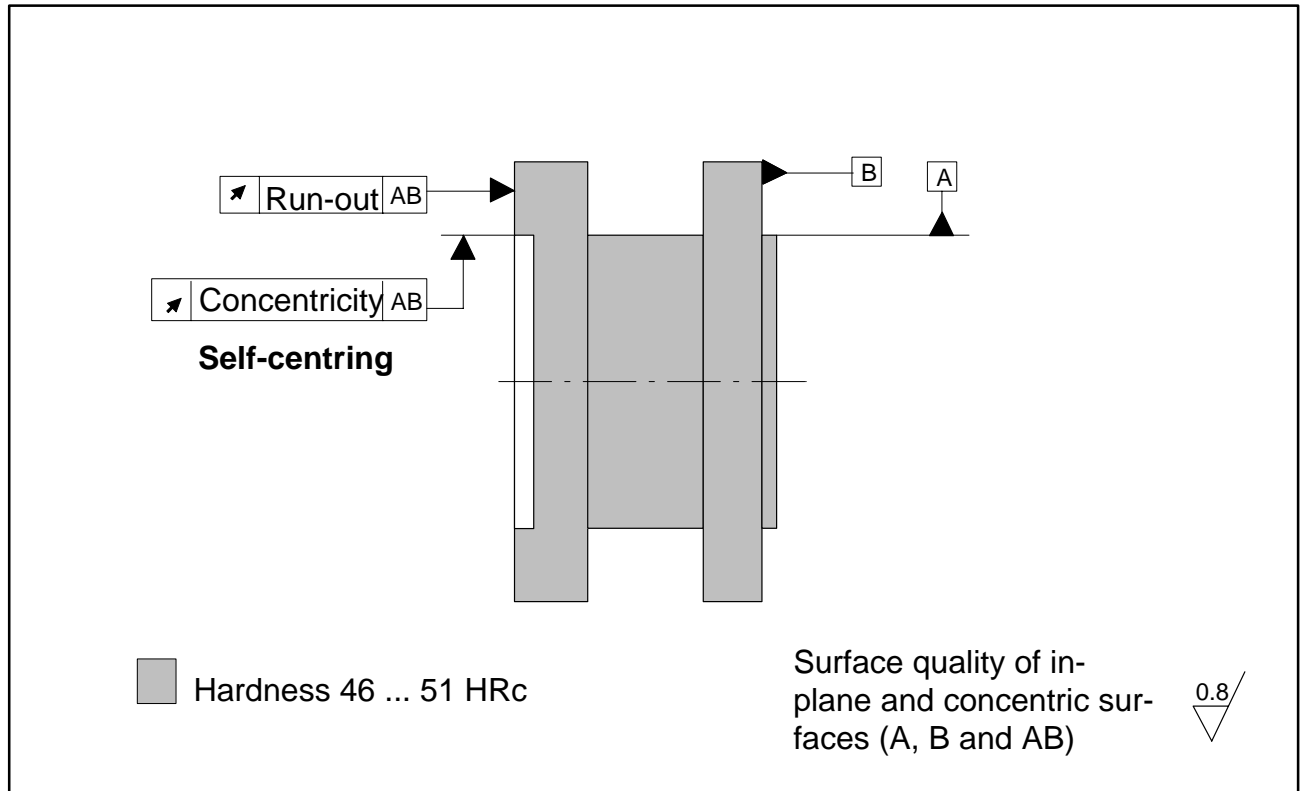 B
A
Run-out AB
Concentricity AB
Self-centring
Hardness 46 ... 51 HRc
Surface quality of in-
plane and concentric sur-
faces (A, B and AB)
0.8